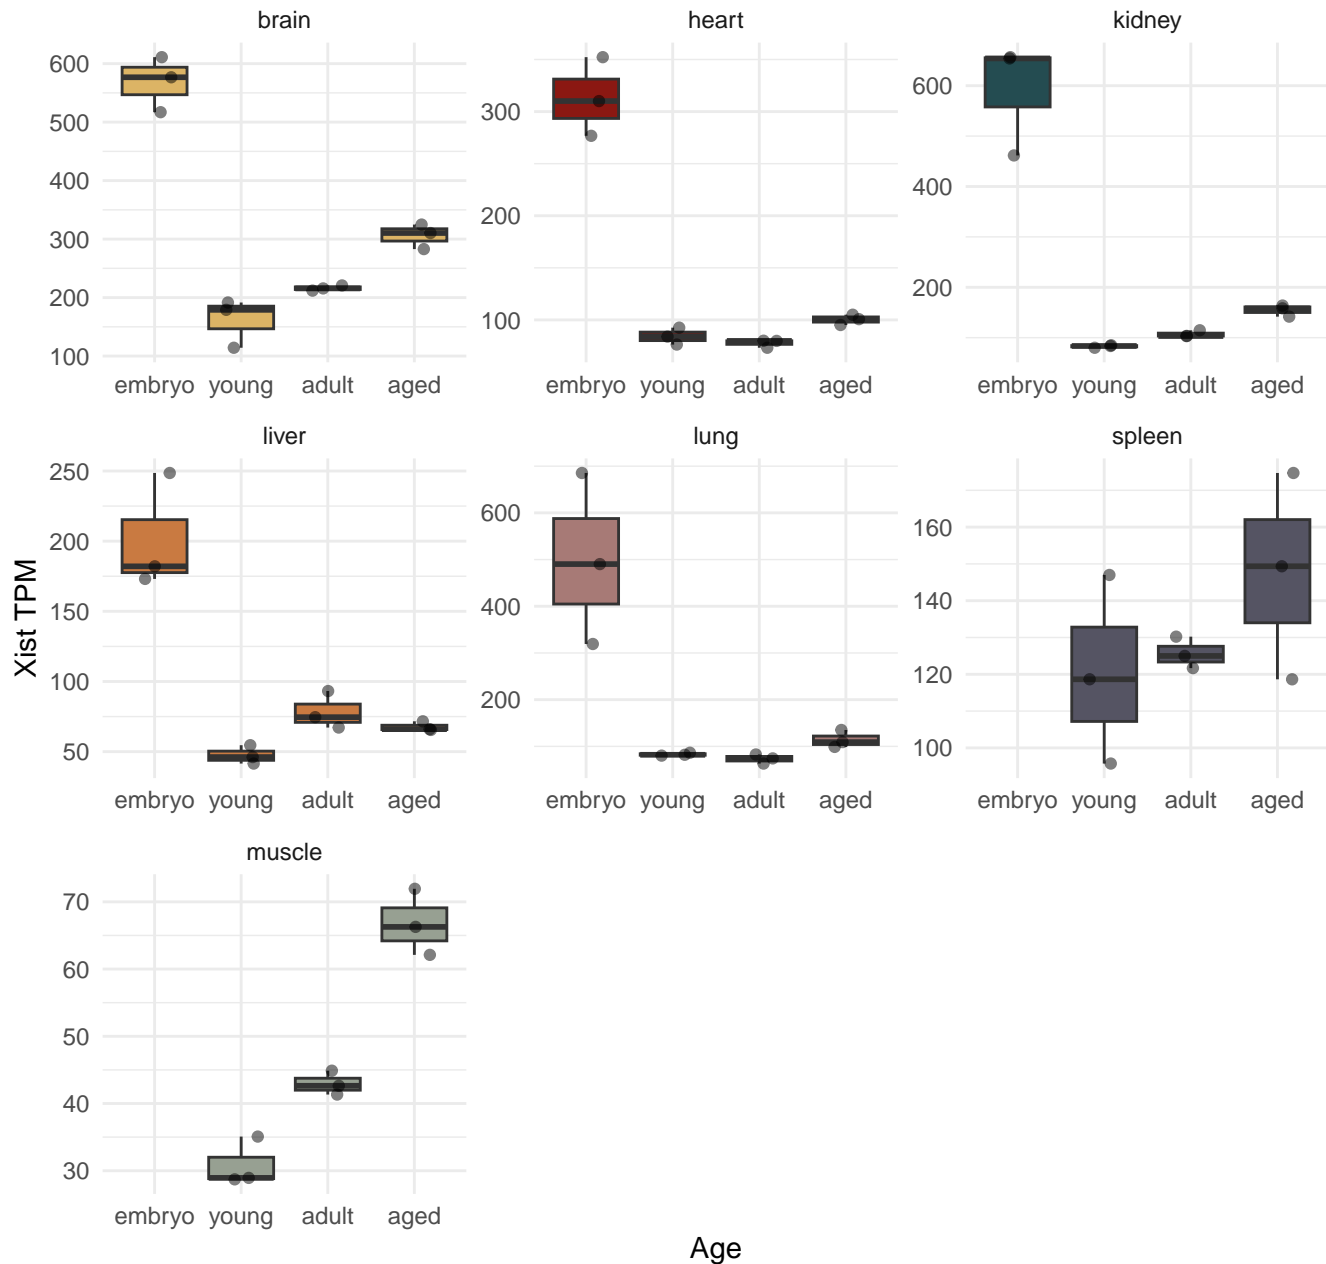 brain
heart
kidney
600
500
400
300
200
100
embryo young adult aged
300
200
100
embryo young adult aged
600
400
200
embryo young adult aged
Xist TPM
liver
lung
spleen
250
200
150
100
50
embryo young adult aged
600
400
200
embryo young adult aged
160
140
120
100
embryo young adult aged
muscle
70
60
50
40
30
embryo young adult aged
Age